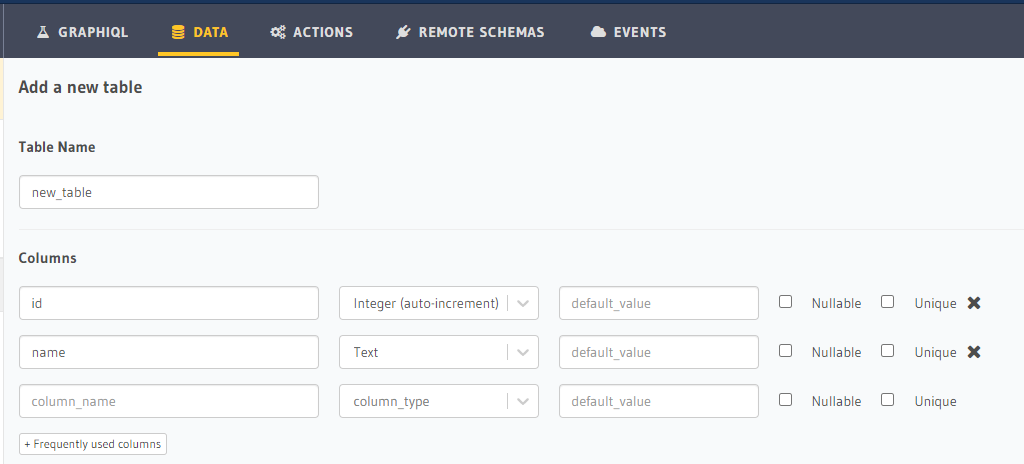 GRAPHIQL DATA ACTIONS REMOTE SCHEMAS EVENTS
Add a new table
Table Name
new_table
Columns
id Integer (auto-increment) default_value Nullable Unique
name Text default_value Nullable Unique
column_name column_type default_value Nullable Unique
+ Frequently used columns